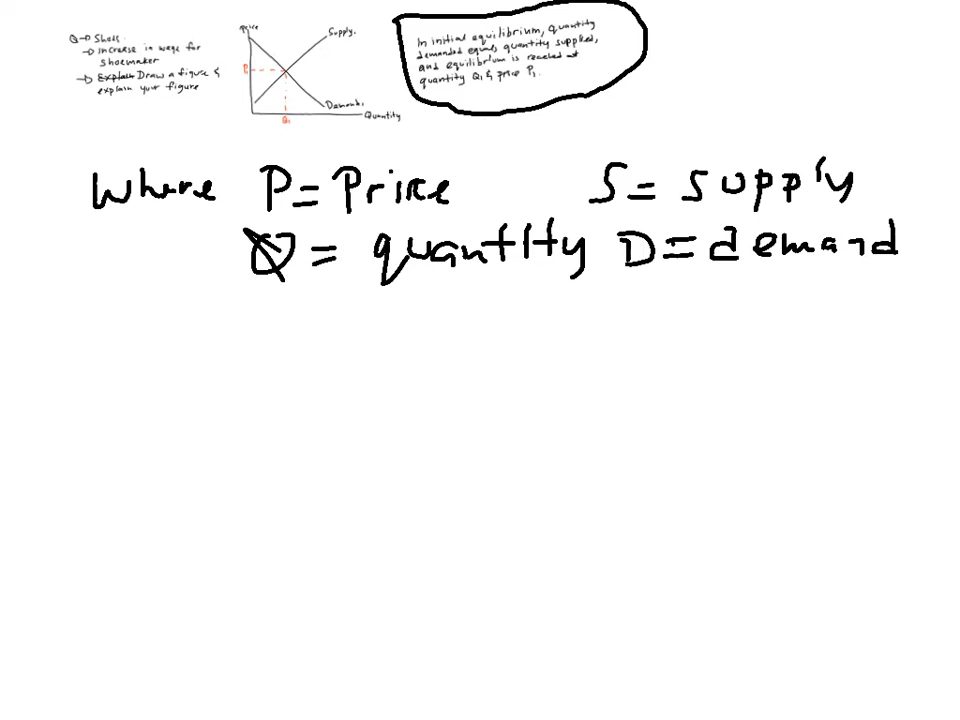 Q → Shoes.
→ Increase in wage for
shoemaker
→ Explain Draw a figure &
explain your figure
Price
Supply.
P₁
Demand,
Quantity
Q₁
In initial equilibrium, quantity
demanded equals quantity supplied,
and equilibrium is reached at
quantity Q₁ & price P₁.
Where P = Price S = supply
Q = quantity D = demand